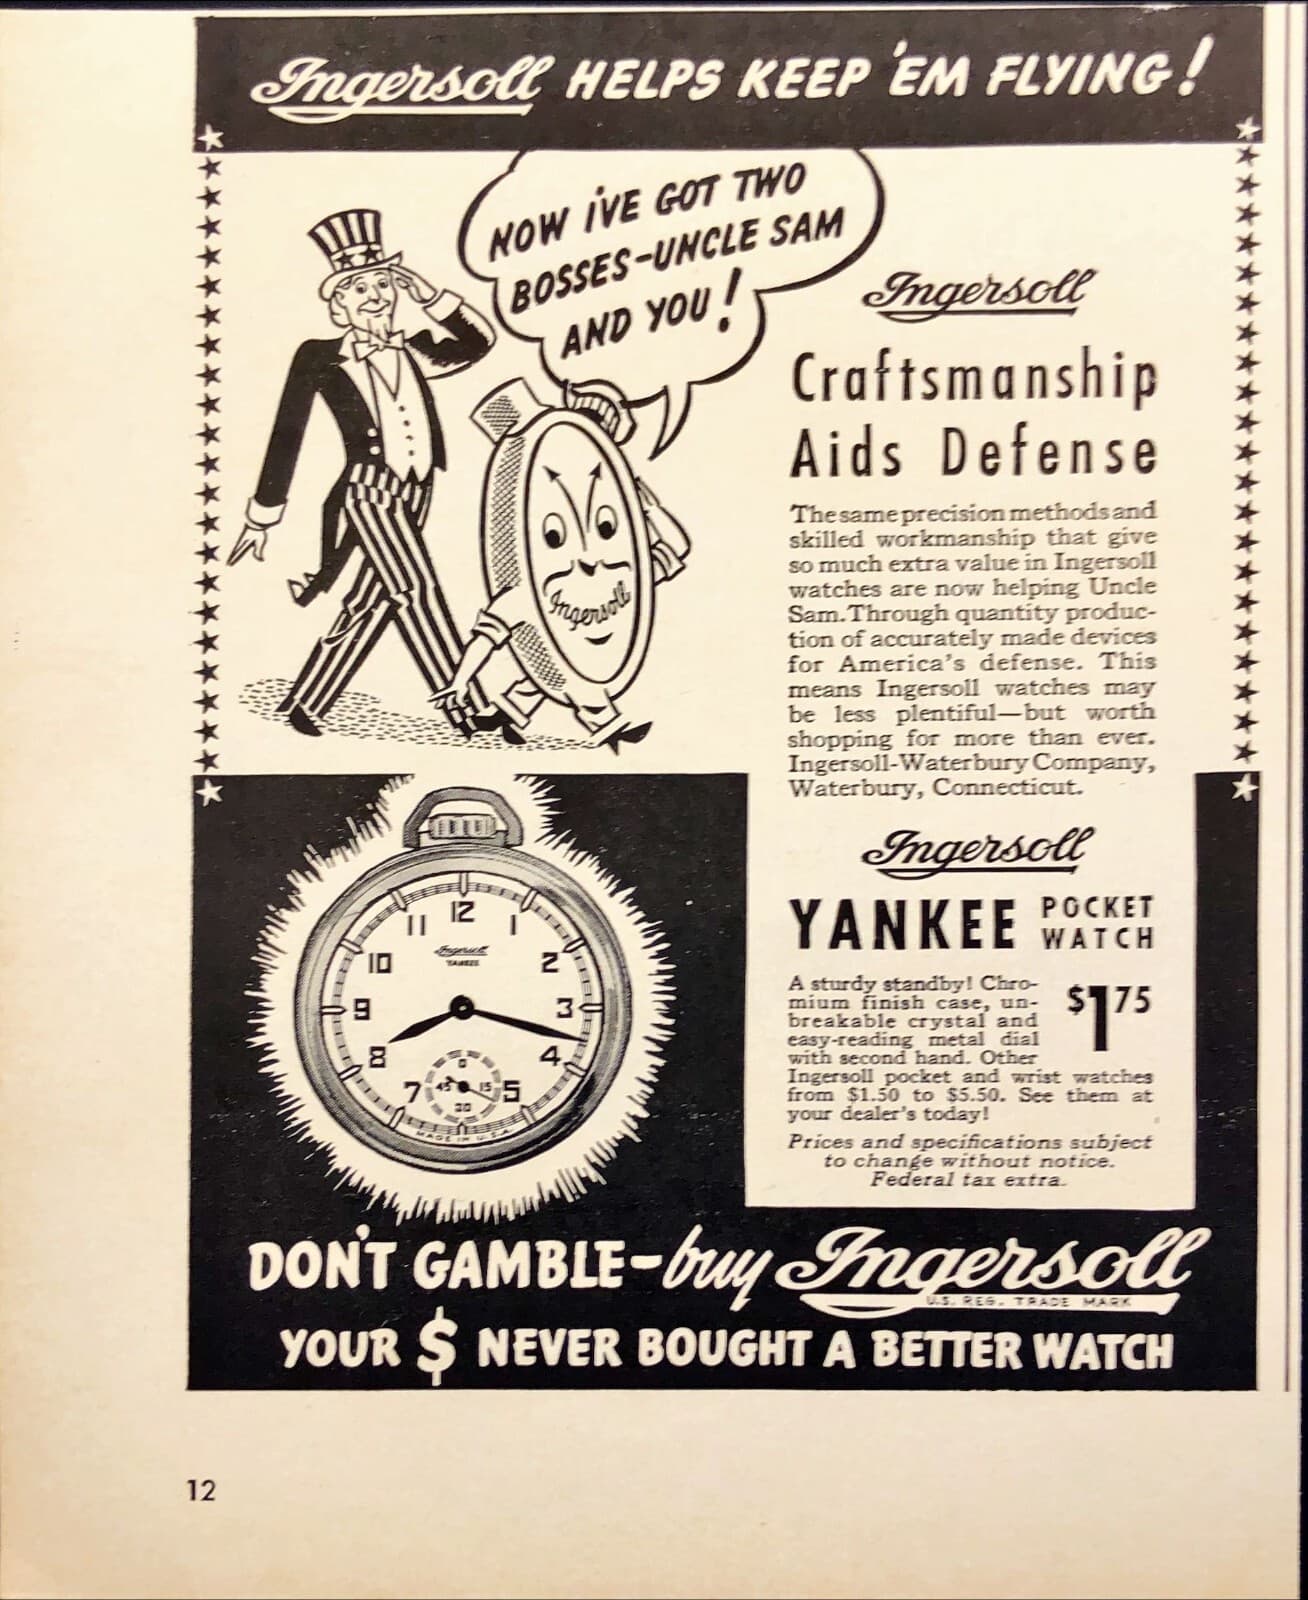 Ingersoll HELPS KEEP 'EM FLYING!
NOW I'VE GOT TWO
BOSSES-UNCLE SAM
AND YOU!
Ingersoll
Ingersoll
Craftsmanship
Aids Defense
The same precision methods and
skilled workmanship that give
so much extra value in Ingersoll
watches are now helping Uncle
Sam. Through quantity produc-
tion of accurately made devices
for America's defense. This
means Ingersoll watches may
be less plentiful—but worth
shopping for more than ever.
Ingersoll-Waterbury Company,
Waterbury, Connecticut.
12
11 1
10 2
9 3
8 4
7 5
Ingersoll
YANKEE
0
45 15
30
MADE IN U.S.A.
Ingersoll
YANKEE POCKET
WATCH
$1 75
A sturdy standby! Chro-
mium finish case, un-
breakable crystal and
easy-reading metal dial
with second hand. Other
Ingersoll pocket and wrist watches
from $1.50 to $5.50. See them at
your dealer's today!
Prices and specifications subject
to change without notice.
Federal tax extra.
DON'T GAMBLE-buy Ingersoll
U.S. REG. TRADE MARK
YOUR $ NEVER BOUGHT A BETTER WATCH
12